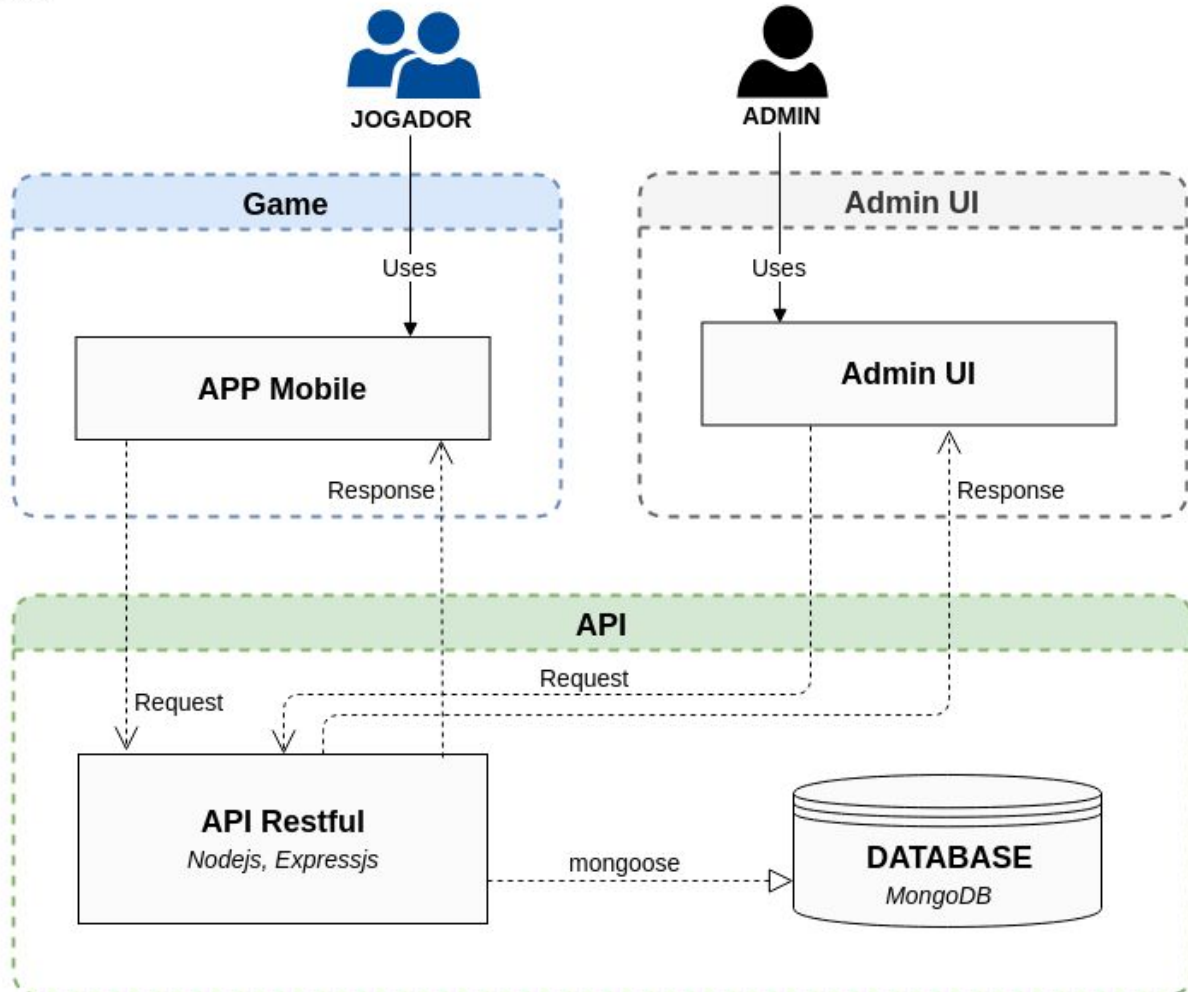 JOGADOR
ADMIN
Game
Admin UI
Uses
Uses
APP Mobile
Admin UI
Response
Response
API
Request
Request
API Restful
Nodejs, Expressjs
mongoose
DATABASE
MongoDB